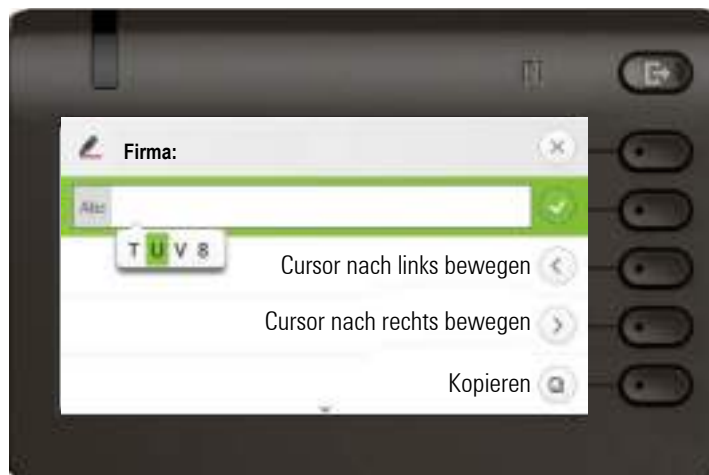 Firma:
Abc
T U V 8
Cursor nach links bewegen
Cursor nach rechts bewegen
Kopieren